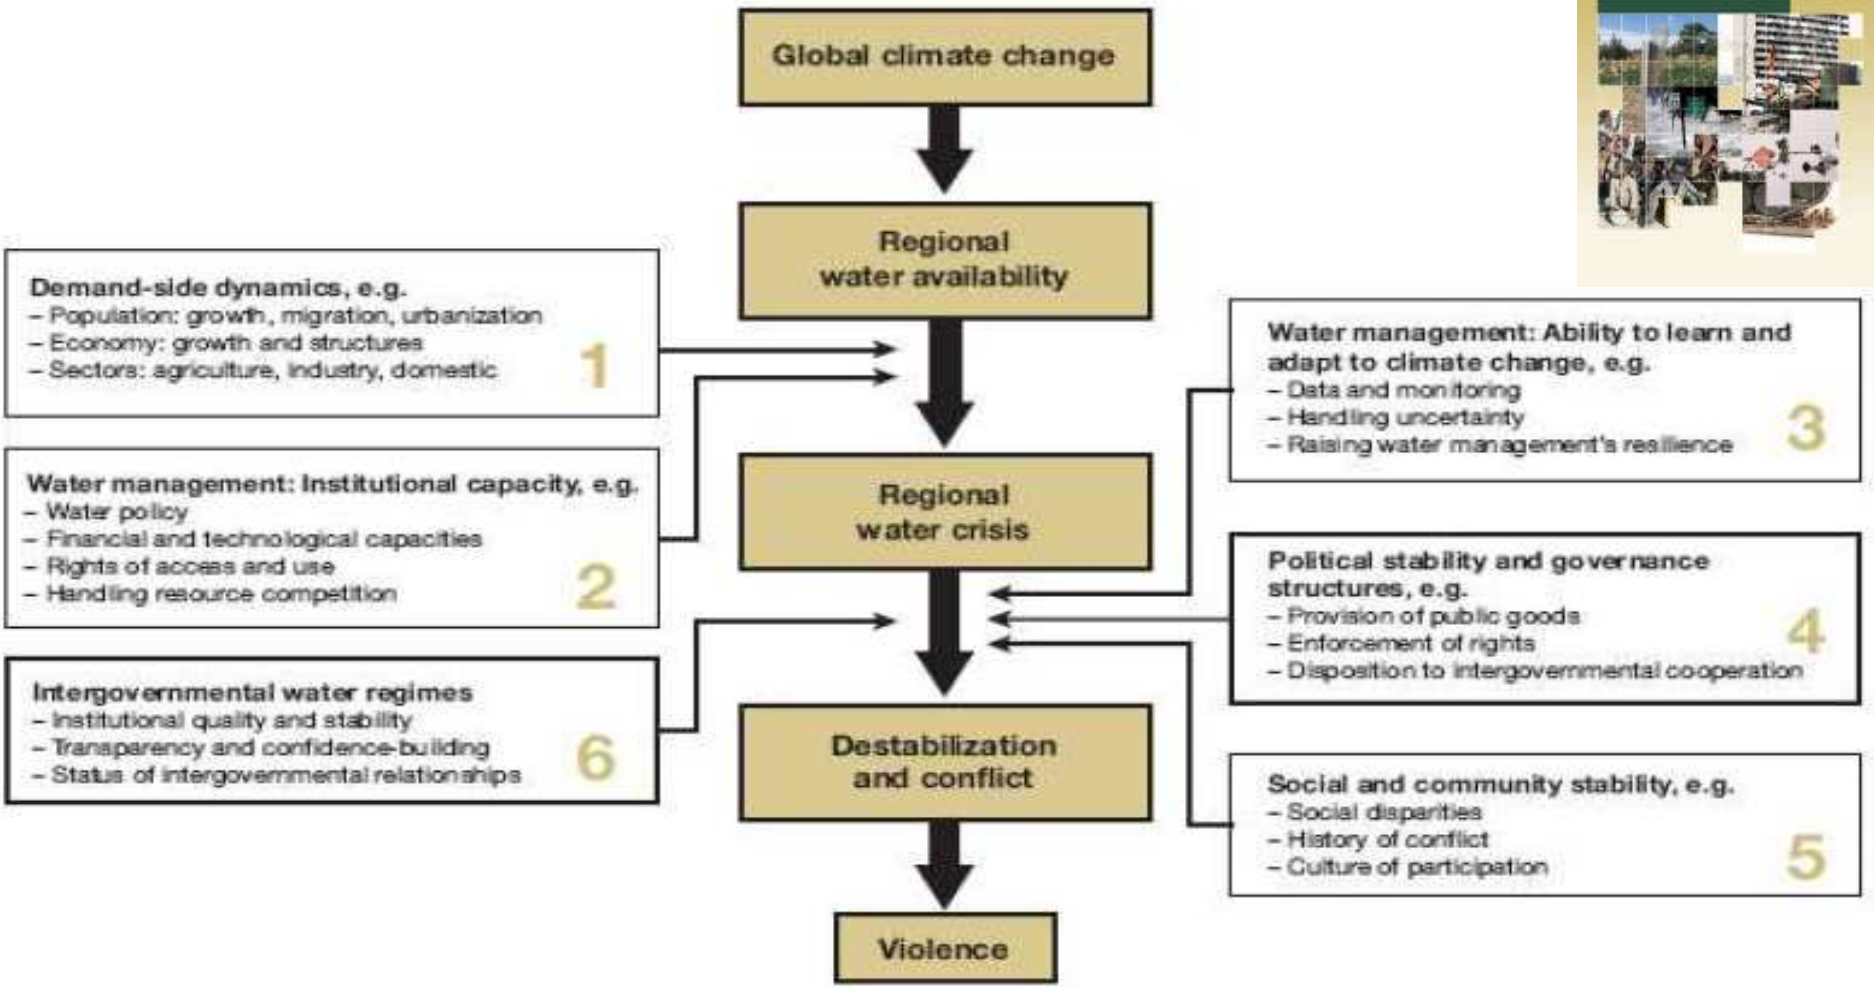 Global climate change
Regional
water availability
Demand-side dynamics, e.g.
– Population: growth, migration, urbanization
– Economy: growth and structures
– Sectors: agriculture, industry, domestic
1
Water management: Ability to learn and
adapt to climate change, e.g.
– Data and monitoring
– Handling uncertainty
– Raising water management's resilience
3
Water management: Institutional capacity, e.g.
– Water policy
– Financial and technological capacities
– Rights of access and use
– Handling resource competition
2
Regional
water crisis
Political stability and governance
structures, e.g.
– Provision of public goods
– Enforcement of rights
– Disposition to intergovernmental cooperation
4
Intergovernmental water regimes
– Institutional quality and stability
– Transparency and confidence-building
– Status of intergovernmental relationships
6
Destabilization
and conflict
Social and community stability, e.g.
– Social disparities
– History of conflict
– Culture of participation
5
Violence